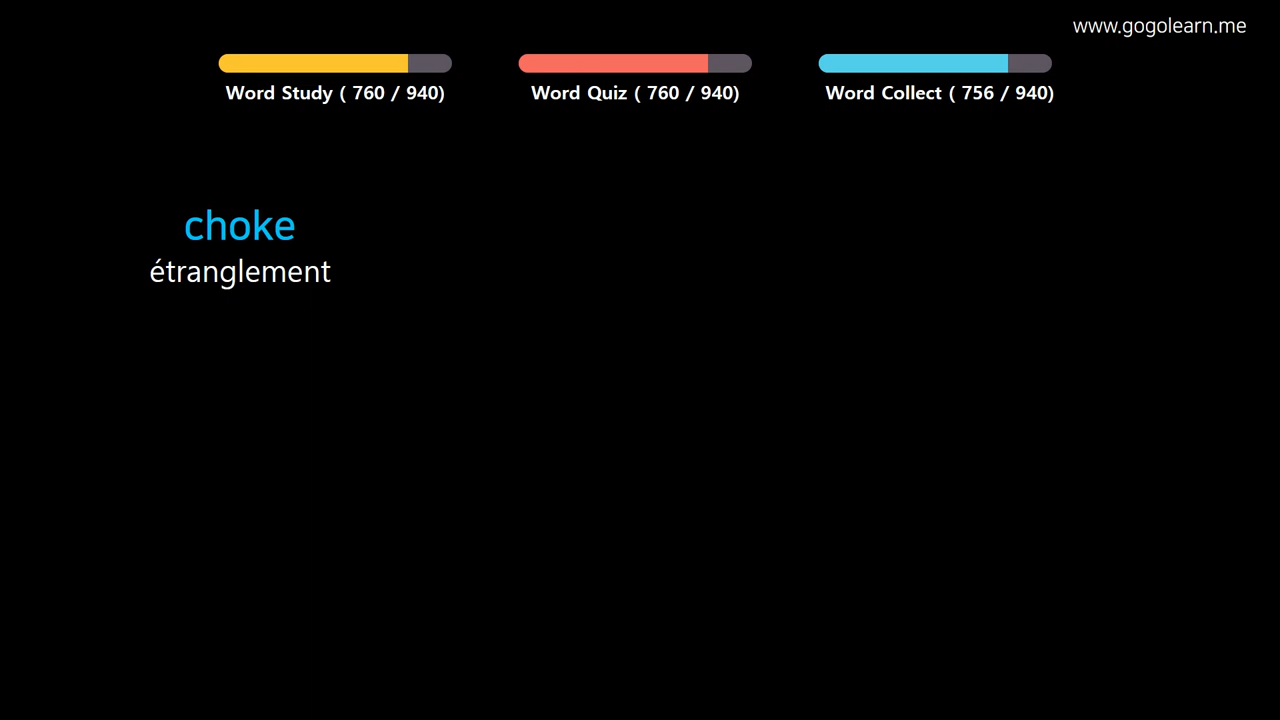 www.gogolearn.me
Word Study ( 760 / 940)
Word Quiz ( 760 / 940)
Word Collect ( 756 / 940)
choke
étranglement